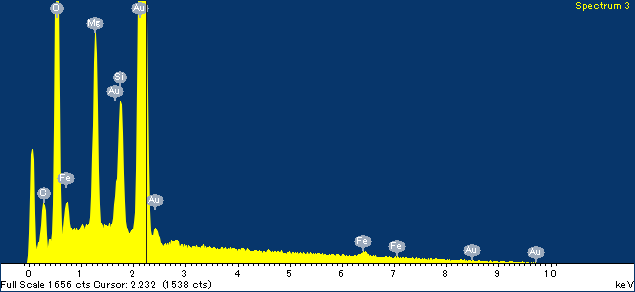 Spectrum 3
O Au
Mg
Si
Au
Fe
C
Au
Fe
Fe
Au
Au
0 1 2 3 4 5 6 7 8 9 10
Full Scale 1656 cts Cursor: 2.232 (1538 cts) keV